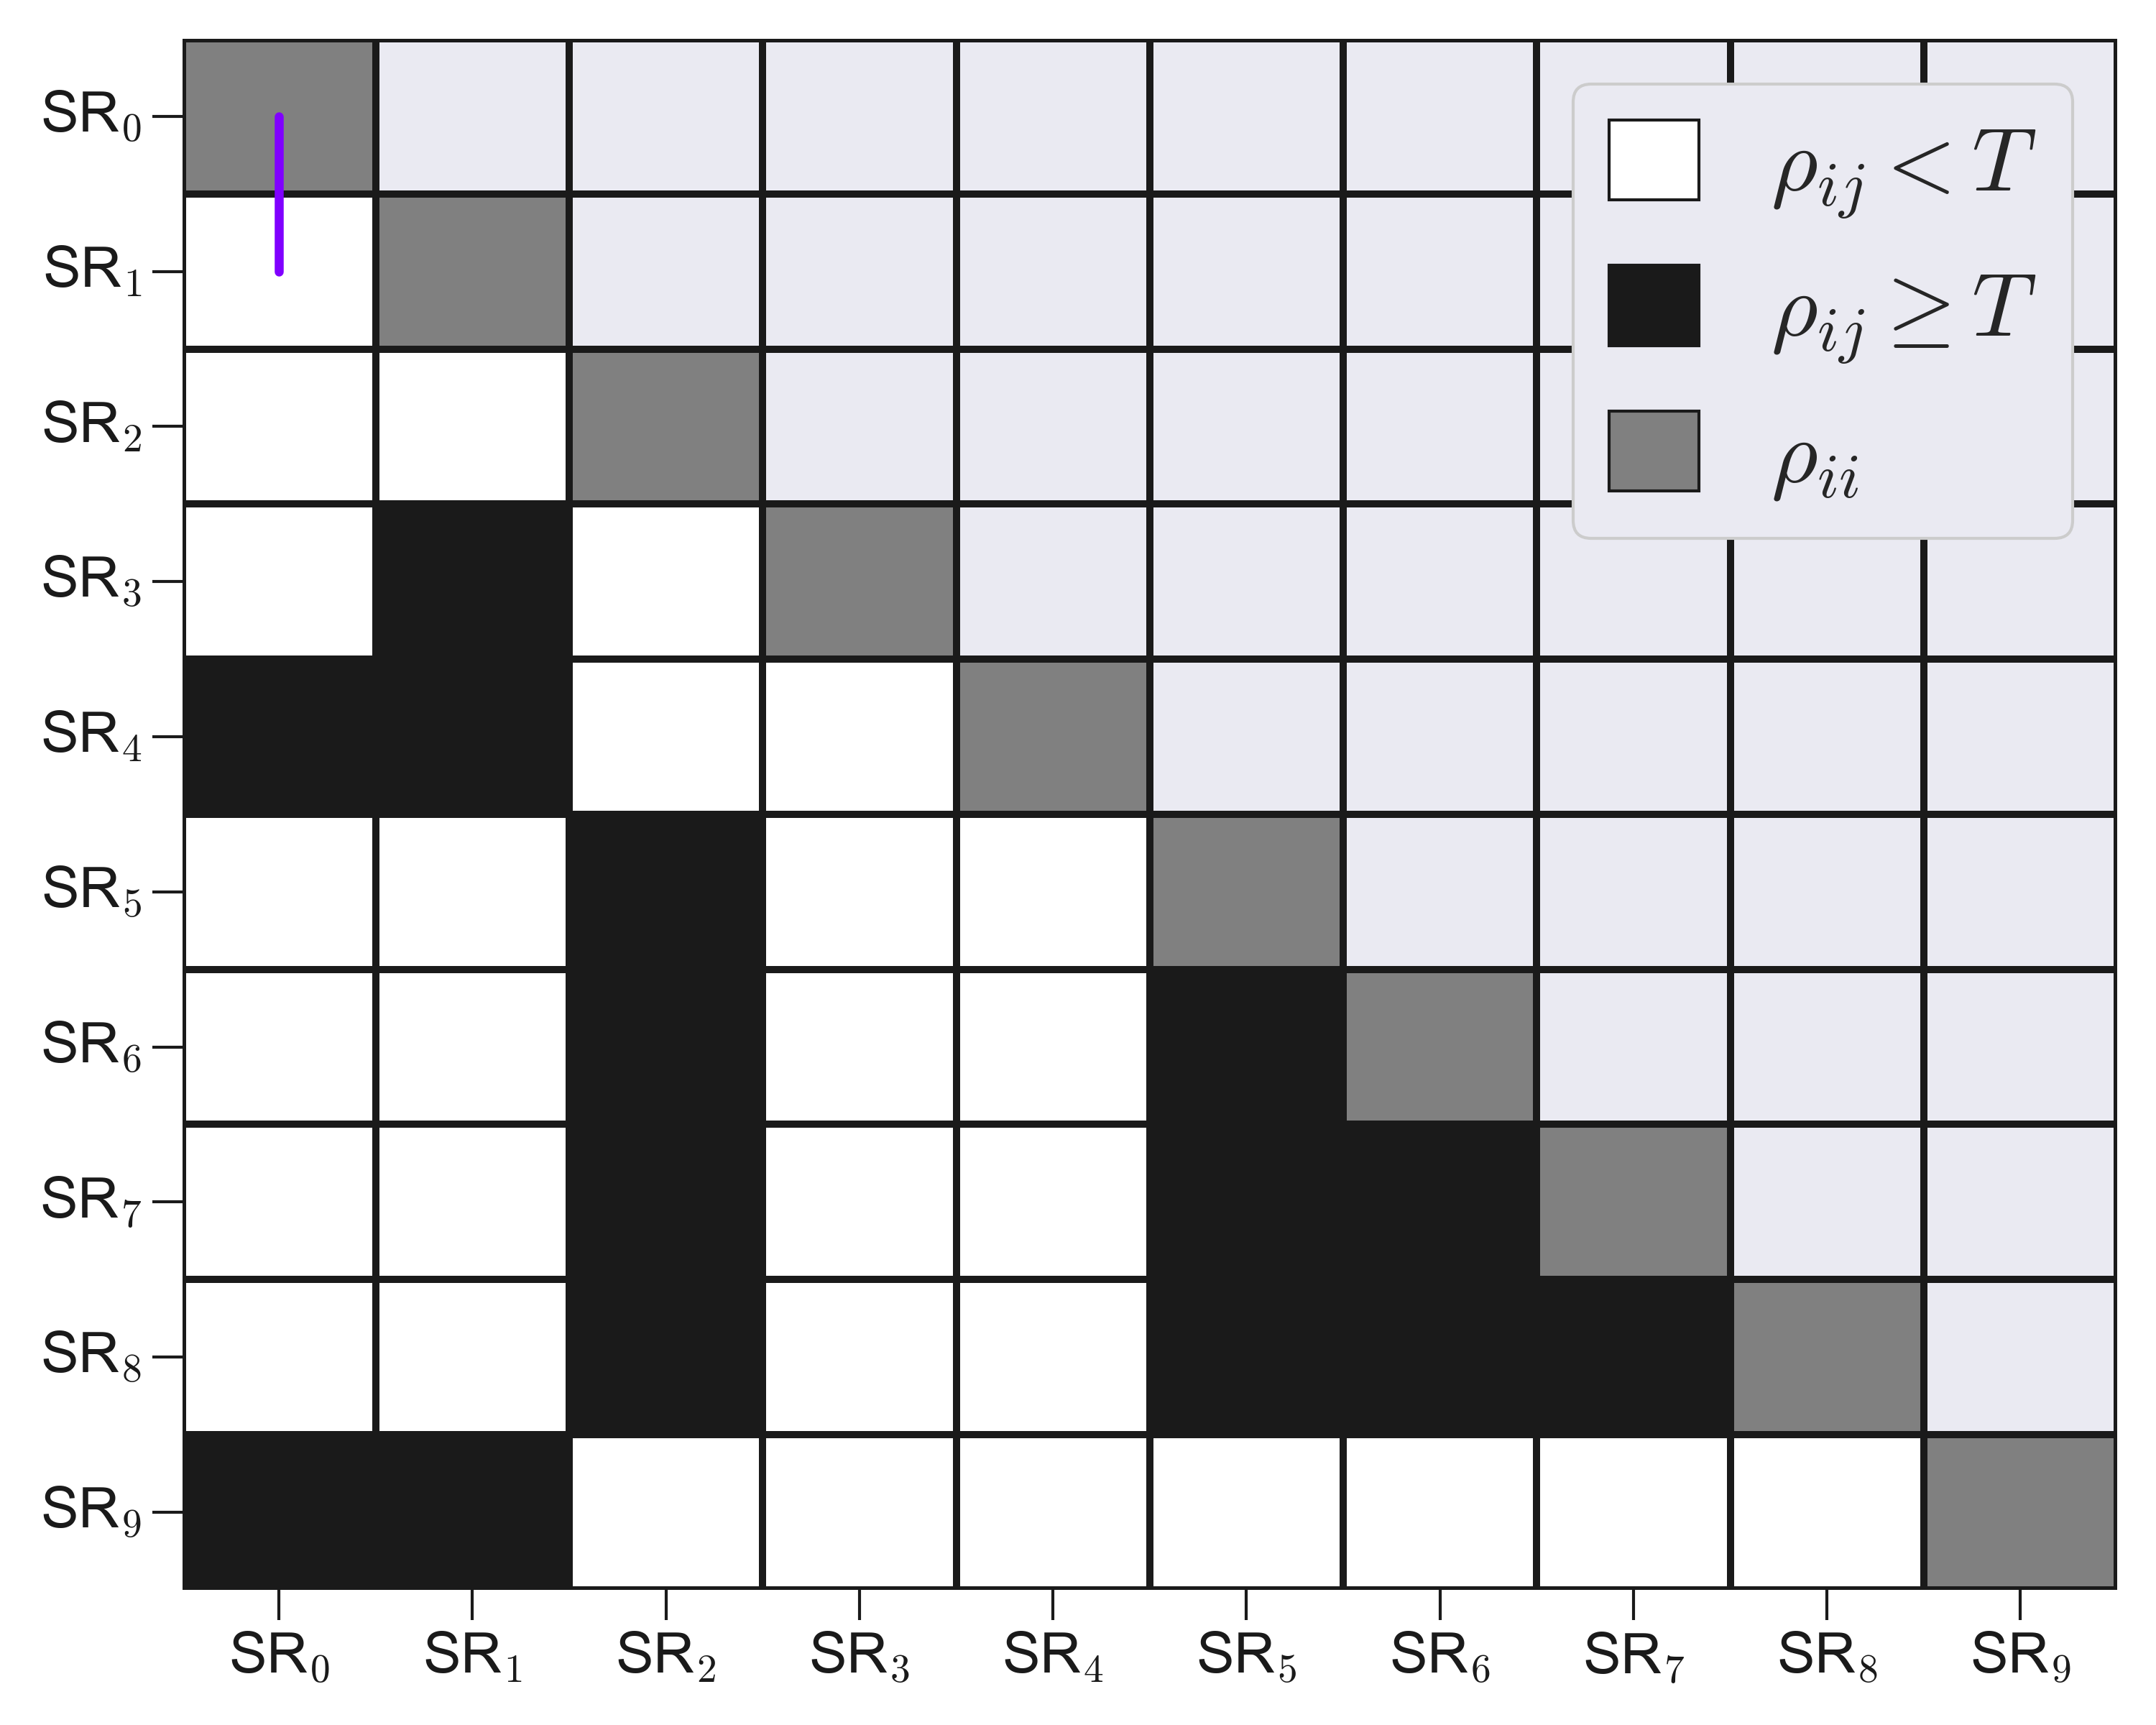 SR₀
SR₁
SR₂
SR₃
SR₄
SR₅
SR₆
SR₇
SR₈
SR₉
ρᵢⱼ < T
ρᵢⱼ ≥ T
ρᵢᵢ
SR₀ SR₁ SR₂ SR₃ SR₄ SR₅ SR₆ SR₇ SR₈ SR₉